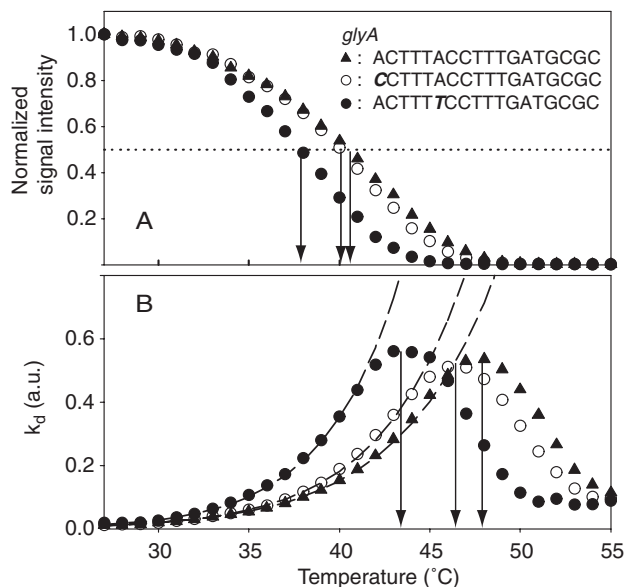 glyA
▲ : ACTTTACCTTTGATGCGC
○ : CCTTTACCTTTGATGCGC
● : ACTTTTCCTTTGATGCGC
Normalized
signal intensity
1.0
0.8
0.6
0.4
0.2
A
B
k_d (a.u.)
0.6
0.4
0.2
0.0
30 35 40 45 50 55
Temperature (°C)